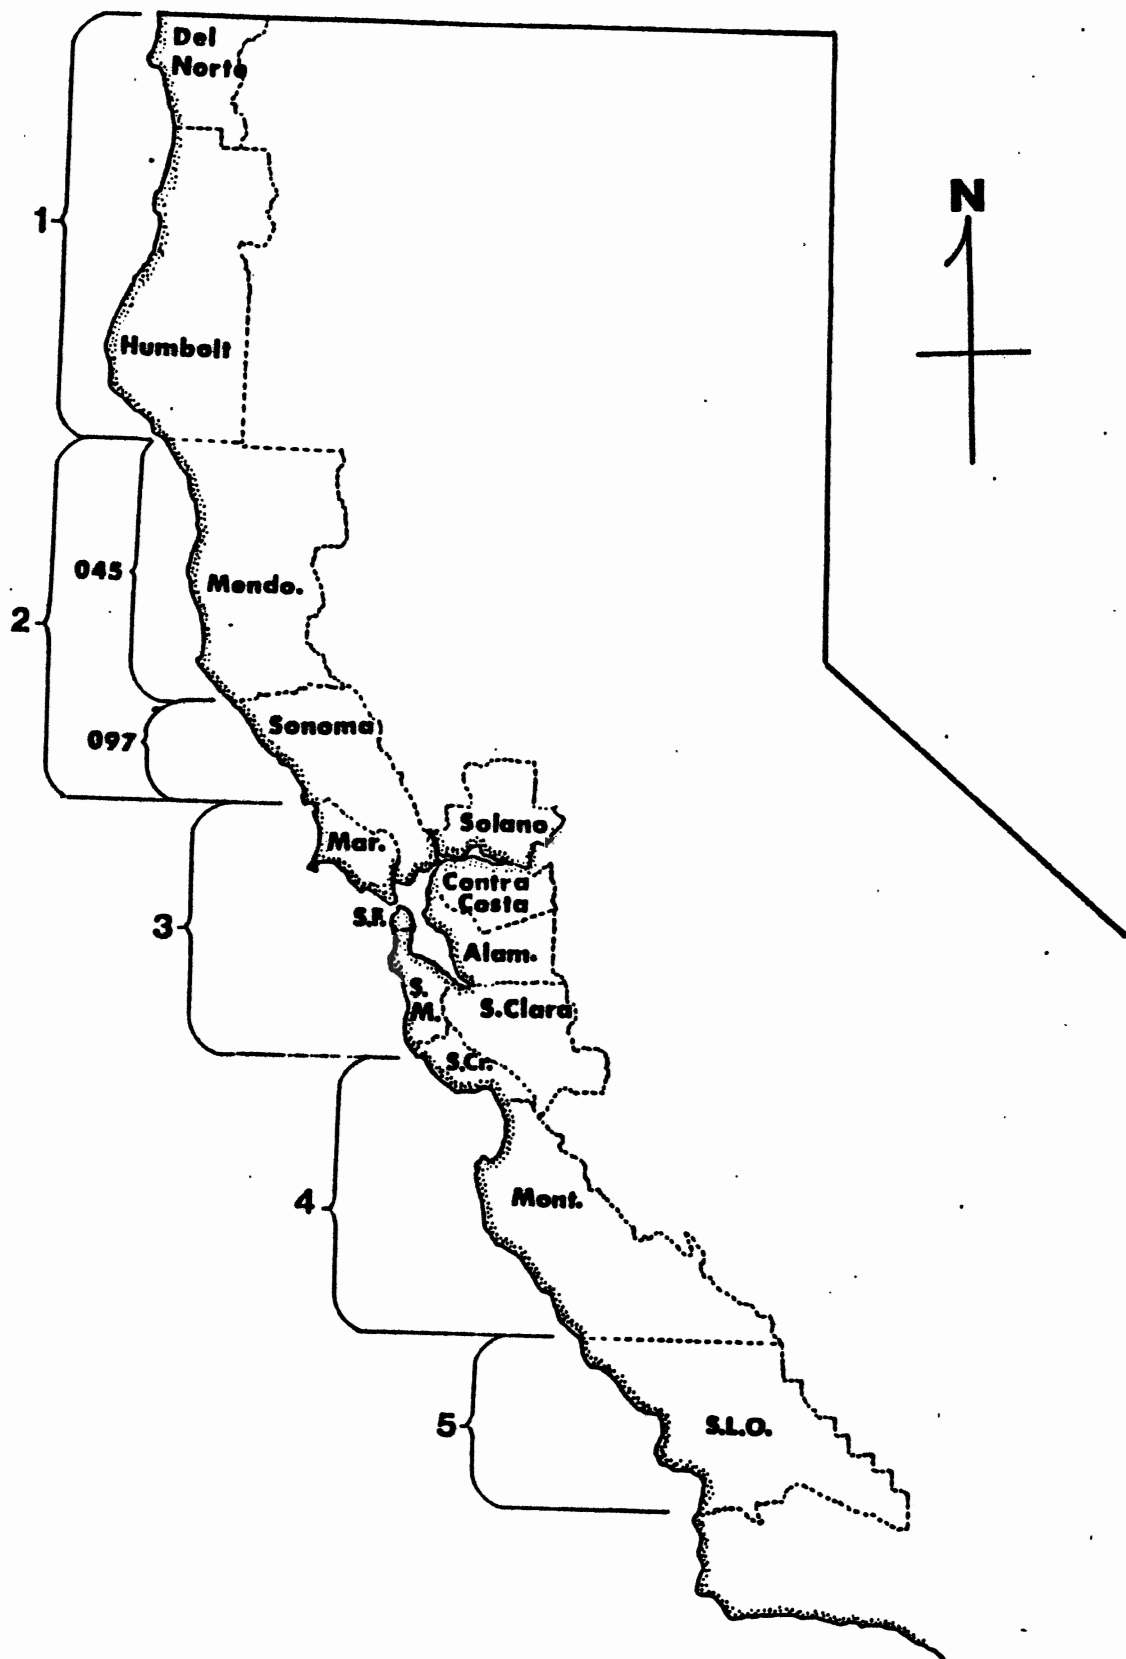 Del
Norte
N
1
Humbolt
045
Mendo.
2
Sonoma
097
Solano
Mar.
Contra
Costa
S.F.
3
Alam.
S.
M.
S.Clara
S.Cr.
4
Mont.
5
S.L.O.